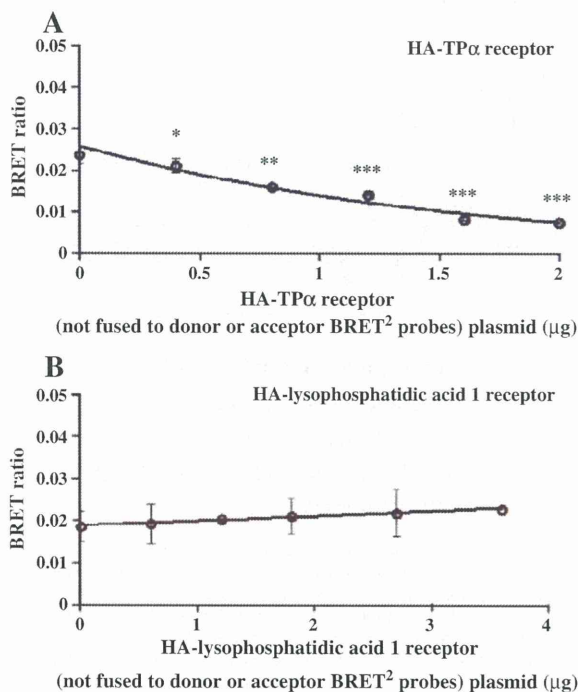 A
HA-TPα receptor
BRET ratio
0.05
0.04
0.03
0.02
0.01
0
* ** *** *** ***
0 0.5 1 1.5 2
HA-TPα receptor
(not fused to donor or acceptor BRET² probes) plasmid (μg)
B
HA-lysophosphatidic acid 1 receptor
BRET ratio
0.05
0.04
0.03
0.02
0.01
0
0 1 2 3 4
HA-lysophosphatidic acid 1 receptor
(not fused to donor or acceptor BRET² probes) plasmid (μg)